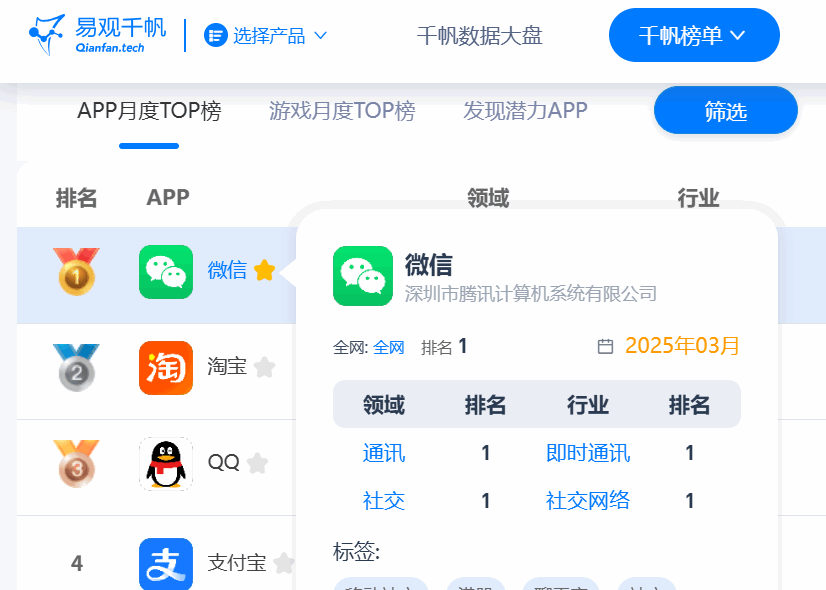 易观千帆
Qianfan.tech
选择产品
千帆数据大盘
千帆榜单
APP月度TOP榜
游戏月度TOP榜
发现潜力APP
筛选
排名 APP 领域 行业
1
微信
2
淘宝
3
QQ
4
支 支付宝
淘
微信
深圳市腾讯计算机系统有限公司
全网: 全网 排名 1
2025年03月
领域 排名 行业 排名
通讯 1 即时通讯 1
社交 1 社交网络 1
标签: